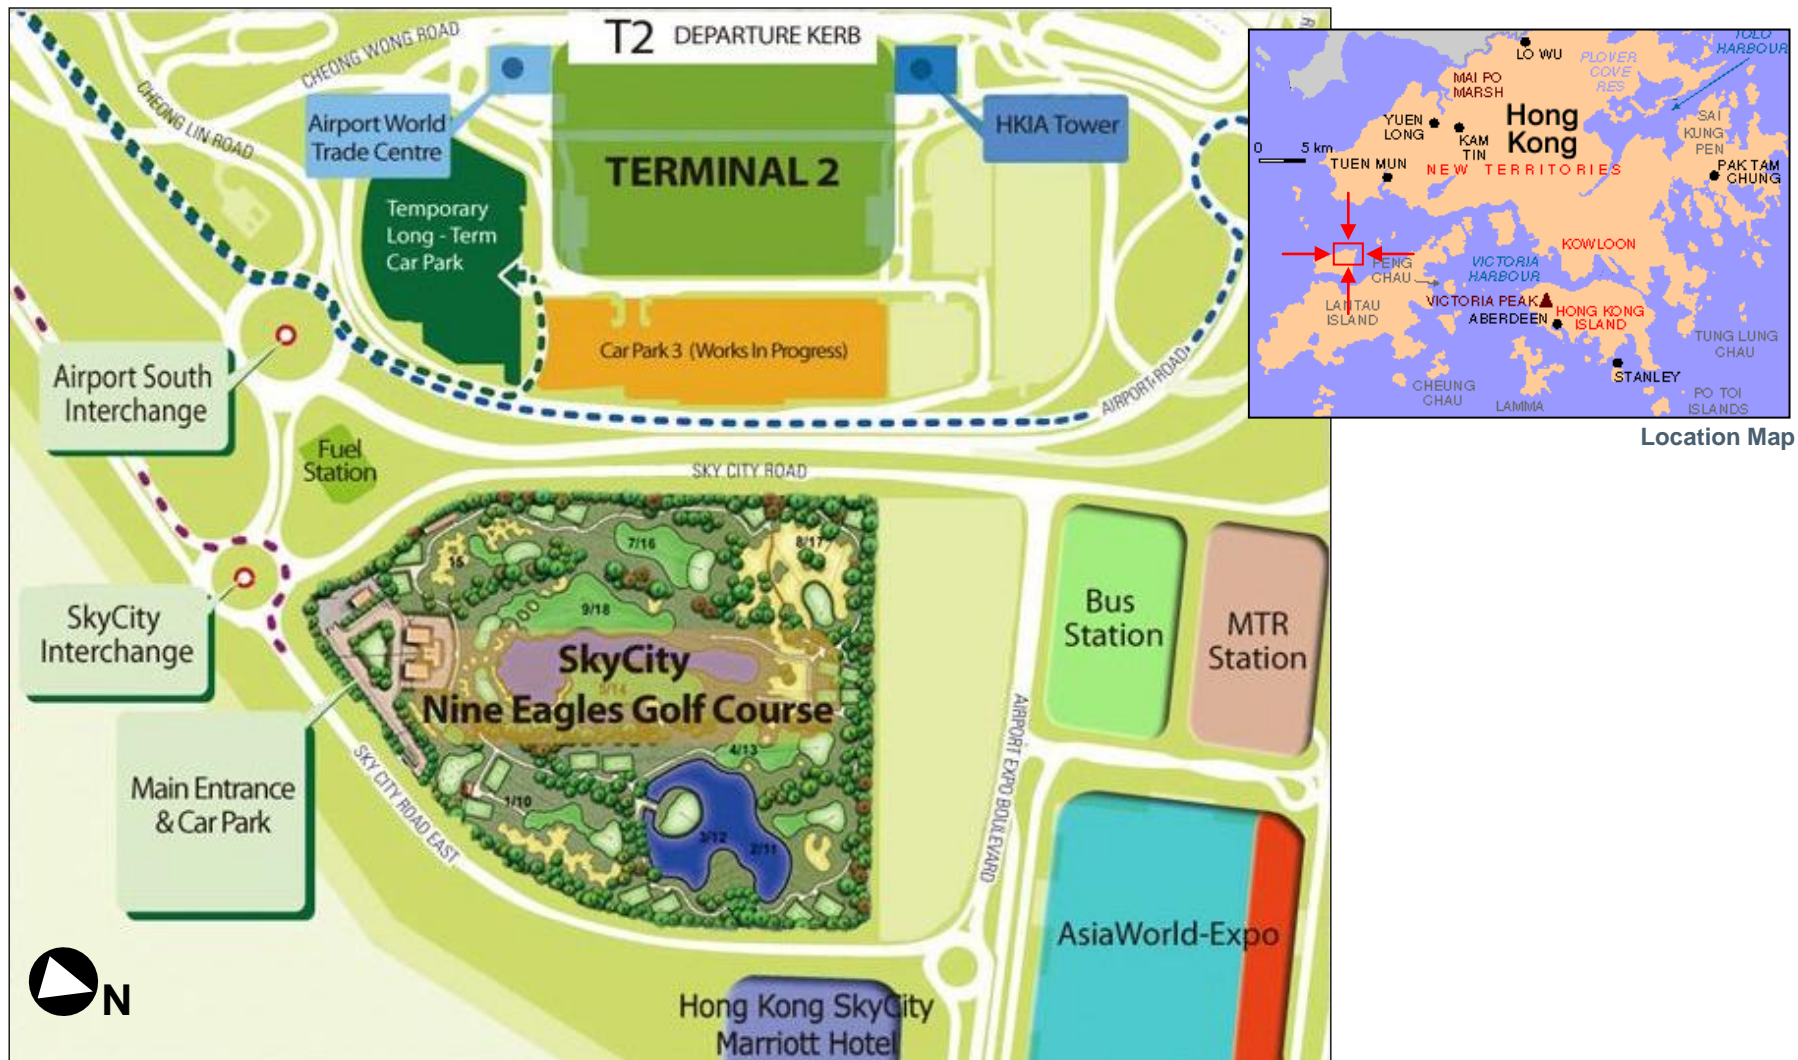 T2 DEPARTURE KERB
CHEONG WONG ROAD
CHEONG LIN ROAD
Airport World
Trade Centre
HKIA Tower
TERMINAL 2
Temporary
Long - Term
Car Park
Car Park 3 (Works In Progress)
Airport South
Interchange
AIRPORT ROAD
Fuel
Station
SKY CITY ROAD
7/16
8/17
15
9/18
SkyCity
Interchange
SkyCity
5/14
Nine Eagles Golf Course
4/13
Bus
Station
MTR
Station
Main Entrance
& Car Park
SKY CITY ROAD EAST
1/10
3/12
2/11
AIRPORT EXPO BOULEVARD
AsiaWorld-Expo
Hong Kong SkyCity
Marriott Hotel
N
TOLO
HARBOUR
LO WU
PLOVER
COVE
RES
MAI PO
MARSH
Hong
Kong
YUEN
LONG
KAM
TIN
SAI
KUNG
PEN
0 5 km
TUEN MUN
NEW TERRITORIES
PAK TAM
CHUNG
KOWLOON
PENG
CHAU
VICTORIA
HARBOUR
LANTAU
ISLAND
VICTORIA PEAK
ABERDEEN
HONG KONG
ISLAND
TUNG LUNG
CHAU
STANLEY
CHEUNG
CHAU
LAMMA
PO TOI
ISLANDS
Location Map